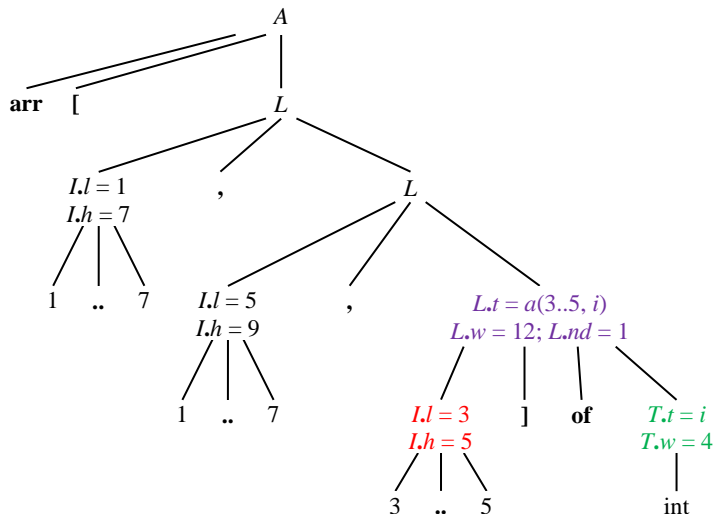 A
arr [ L
I.l = 1 , L
I.h = 7
1 .. 7 I.l = 5 , L.t = a(3..5, i)
I.h = 9 L.w = 12; L.nd = 1
1 .. 7 I.l = 3 ] of T.t = i
I.h = 5 T.w = 4
3 .. 5 int